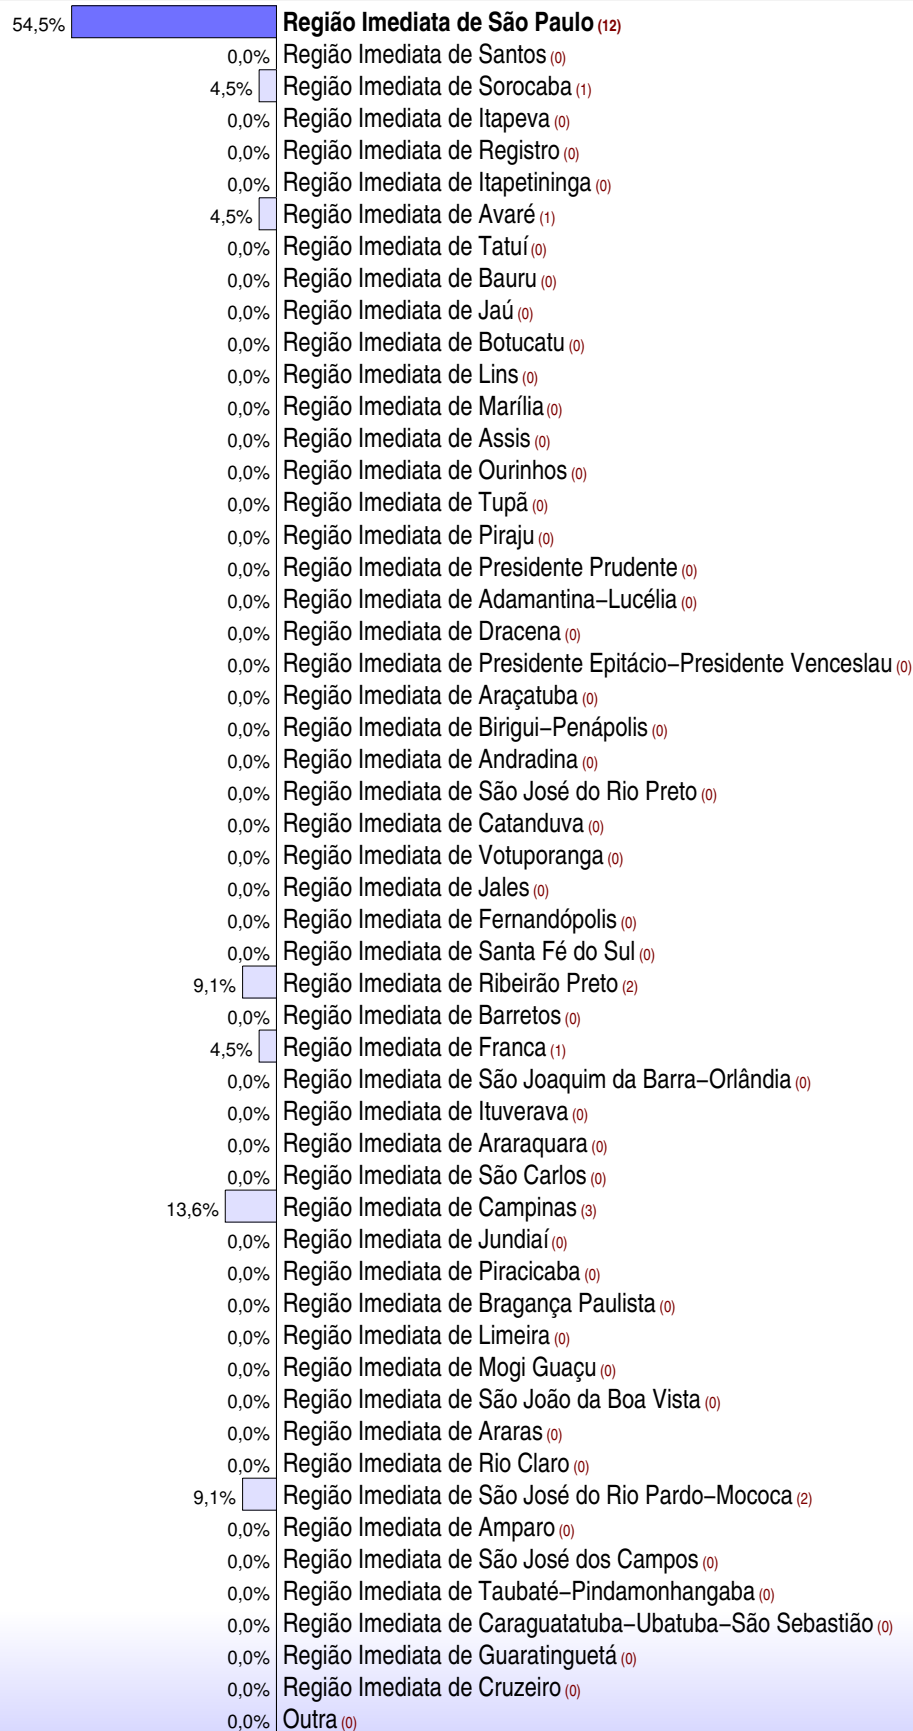 54,5% Região Imediata de São Paulo (12)
0,0% Região Imediata de Santos (0)
4,5% Região Imediata de Sorocaba (1)
0,0% Região Imediata de Itapeva (0)
0,0% Região Imediata de Registro (0)
0,0% Região Imediata de Itapetininga (0)
4,5% Região Imediata de Avaré (1)
0,0% Região Imediata de Tatuí (0)
0,0% Região Imediata de Bauru (0)
0,0% Região Imediata de Jaú (0)
0,0% Região Imediata de Botucatu (0)
0,0% Região Imediata de Lins (0)
0,0% Região Imediata de Marília (0)
0,0% Região Imediata de Assis (0)
0,0% Região Imediata de Ourinhos (0)
0,0% Região Imediata de Tupã (0)
0,0% Região Imediata de Piraju (0)
0,0% Região Imediata de Presidente Prudente (0)
0,0% Região Imediata de Adamantina−Lucélia (0)
0,0% Região Imediata de Dracena (0)
0,0% Região Imediata de Presidente Epitácio−Presidente Venceslau (0)
0,0% Região Imediata de Araçatuba (0)
0,0% Região Imediata de Birigui−Penápolis (0)
0,0% Região Imediata de Andradina (0)
0,0% Região Imediata de São José do Rio Preto (0)
0,0% Região Imediata de Catanduva (0)
0,0% Região Imediata de Votuporanga (0)
0,0% Região Imediata de Jales (0)
0,0% Região Imediata de Fernandópolis (0)
0,0% Região Imediata de Santa Fé do Sul (0)
9,1% Região Imediata de Ribeirão Preto (2)
0,0% Região Imediata de Barretos (0)
4,5% Região Imediata de Franca (1)
0,0% Região Imediata de São Joaquim da Barra−Orlândia (0)
0,0% Região Imediata de Ituverava (0)
0,0% Região Imediata de Araraquara (0)
0,0% Região Imediata de São Carlos (0)
13,6% Região Imediata de Campinas (3)
0,0% Região Imediata de Jundiaí (0)
0,0% Região Imediata de Piracicaba (0)
0,0% Região Imediata de Bragança Paulista (0)
0,0% Região Imediata de Limeira (0)
0,0% Região Imediata de Mogi Guaçu (0)
0,0% Região Imediata de São João da Boa Vista (0)
0,0% Região Imediata de Araras (0)
0,0% Região Imediata de Rio Claro (0)
9,1% Região Imediata de São José do Rio Pardo−Mococa (2)
0,0% Região Imediata de Amparo (0)
0,0% Região Imediata de São José dos Campos (0)
0,0% Região Imediata de Taubaté−Pindamonhangaba (0)
0,0% Região Imediata de Caraguatatuba−Ubatuba−São Sebastião (0)
0,0% Região Imediata de Guaratinguetá (0)
0,0% Região Imediata de Cruzeiro (0)
0,0% Outra (0)